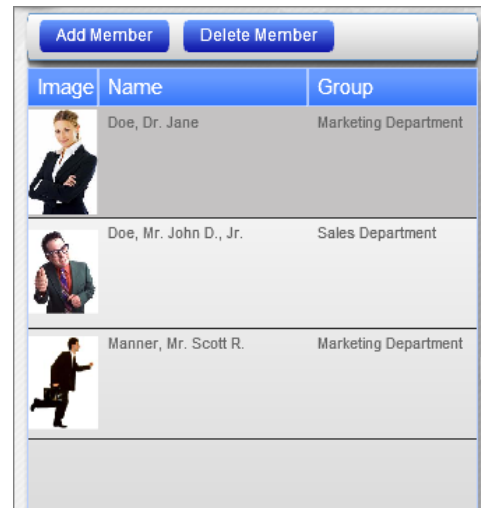 Add Member Delete Member
Image Name Group
Doe, Dr. Jane Marketing Department
Doe, Mr. John D., Jr. Sales Department
Manner, Mr. Scott R. Marketing Department